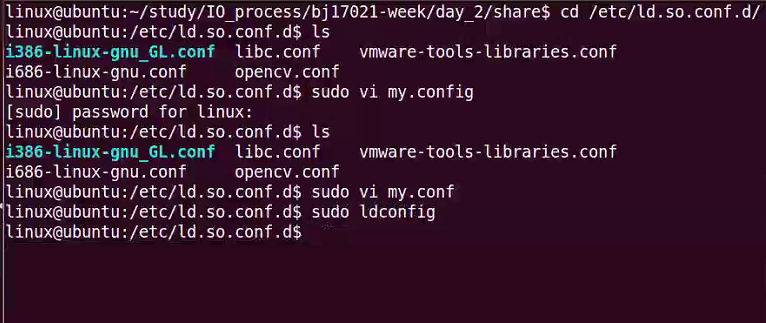 linux@ubuntu:~/study/IO_process/bj17021-week/day_2/share$ cd /etc/ld.so.conf.d/
linux@ubuntu:/etc/ld.so.conf.d$ ls
i386-linux-gnu_GL.conf  libc.conf    vmware-tools-libraries.conf
i686-linux-gnu.conf     opencv.conf
linux@ubuntu:/etc/ld.so.conf.d$ sudo vi my.config
[sudo] password for linux:
linux@ubuntu:/etc/ld.so.conf.d$ ls
i386-linux-gnu_GL.conf  libc.conf    vmware-tools-libraries.conf
i686-linux-gnu.conf     opencv.conf
linux@ubuntu:/etc/ld.so.conf.d$ sudo vi my.conf
linux@ubuntu:/etc/ld.so.conf.d$ sudo ldconfig
linux@ubuntu:/etc/ld.so.conf.d$